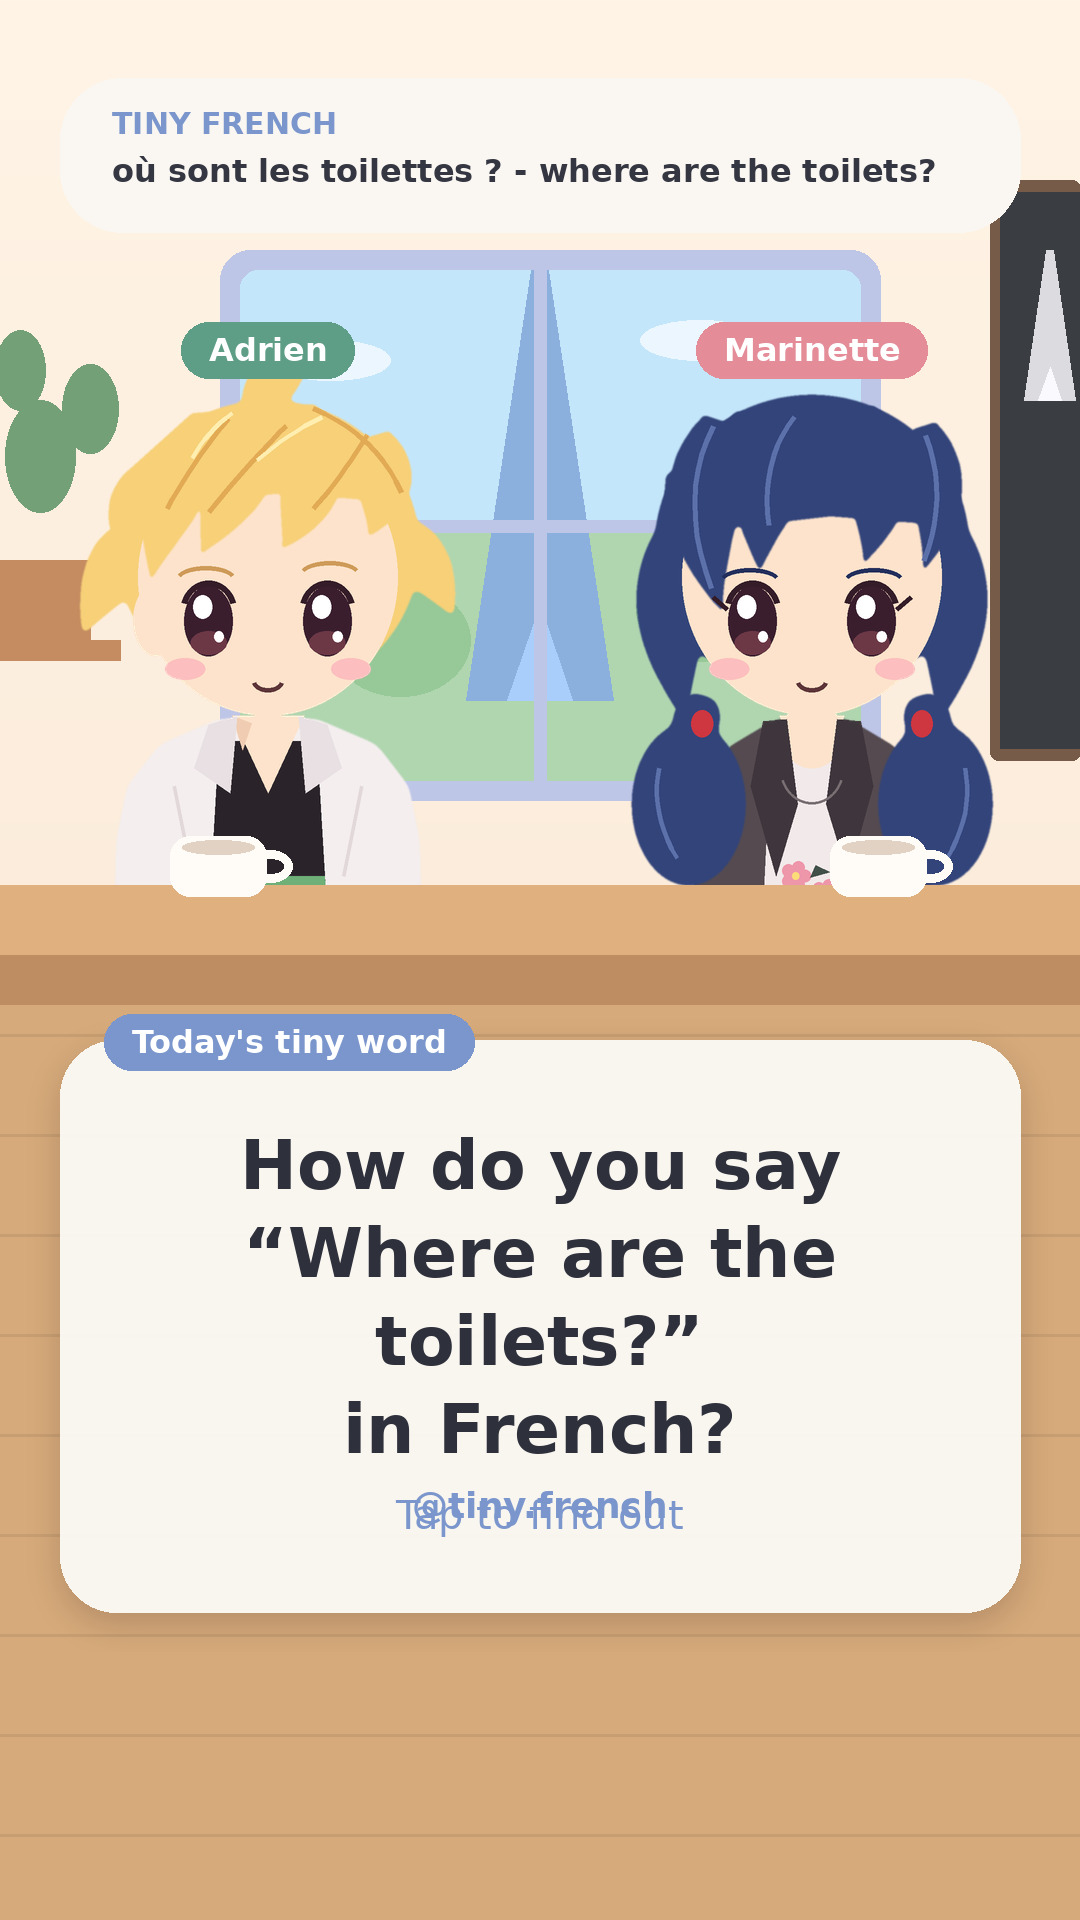 TINY FRENCH
où sont les toilettes ? - where are the toilets?
Adrien
Marinette
Today's tiny word
How do you say
“Where are the
toilets?”
in French?
@tiny.french
Tap to find out